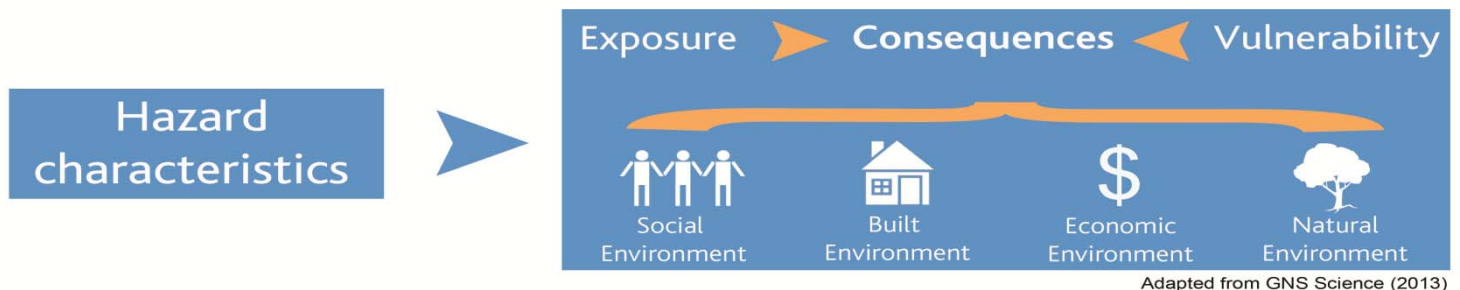 Hazard
characteristics
Exposure Consequences Vulnerability
$
Social
Environment
Built
Environment
Economic
Environment
Natural
Environment
Adapted from GNS Science (2013)